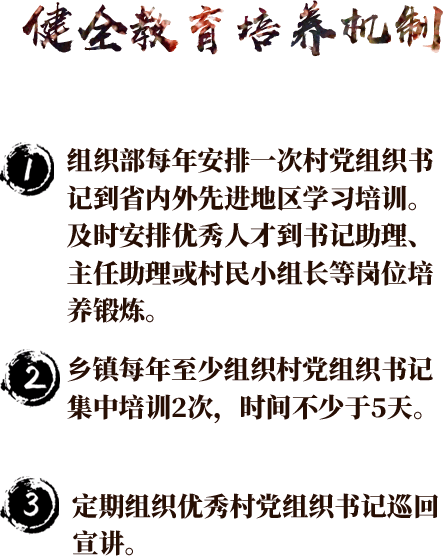 健全教育培养机制
1
组织部每年安排一次村党组织书
记到省内外先进地区学习培训。
及时安排优秀人才到书记助理、
主任助理或村民小组长等岗位培
养锻炼。
2
乡镇每年至少组织村党组织书记
集中培训2次，时间不少于5天。
3
定期组织优秀村党组织书记巡回
宣讲。